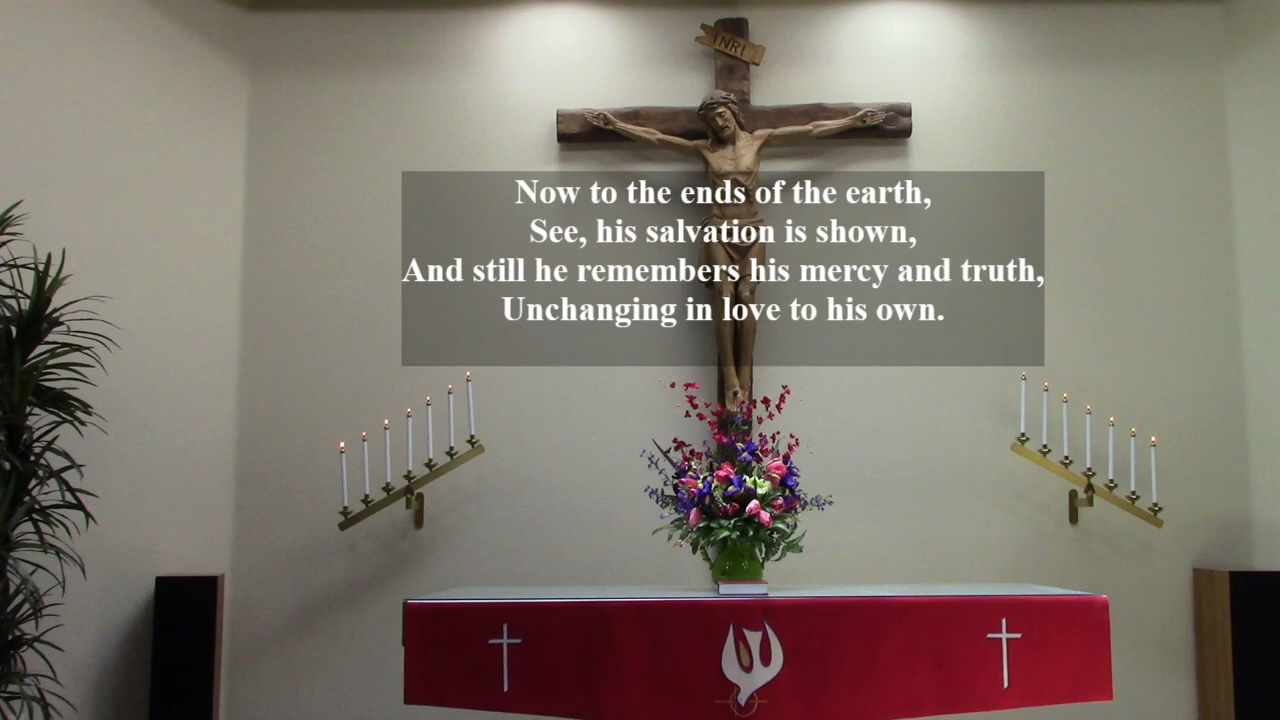 INRI
Now to the ends of the earth,
See, his salvation is shown,
And still he remembers his mercy and truth,
Unchanging in love to his own.